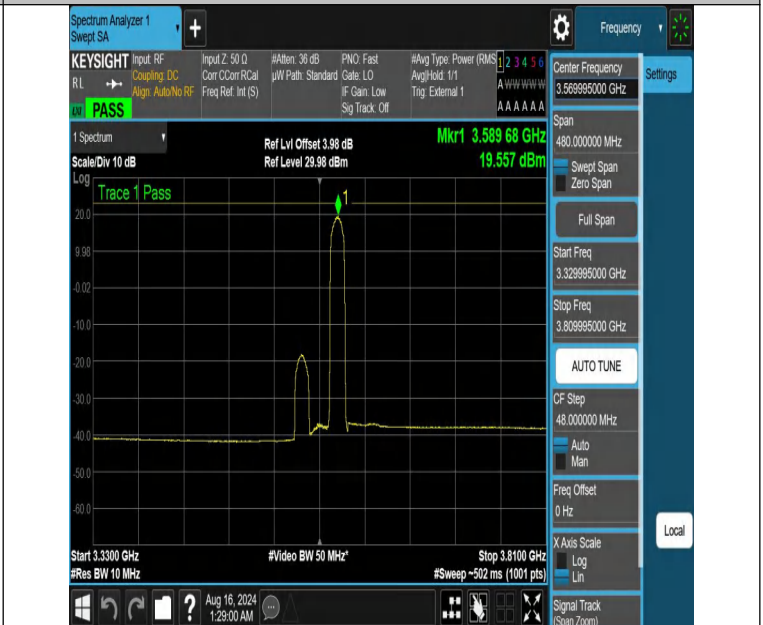 Spectrum Analyzer 1
Swept SA
+
Frequency
KEYSIGHT
RL
PASS
Input: RF
Coupling: DC
Align: Auto/No RF
Input Z: 50 Ω
Corr CCorr RCal
Freq Ref: Int (S)
#Atten: 36 dB
µW Path: Standard
PNO: Fast
Gate: LO
IF Gain: Low
Sig Track: Off
#Avg Type: Power (RMS
Avg|Hold: 1/1
Trig: External 1
1 2 3 4 5 6
A W W W W W
A A A A A A
1 Spectrum
Scale/Div 10 dB
Ref Lvl Offset 3.98 dB
Ref Level 29.98 dBm
Mkr1 3.589 68 GHz
19.557 dBm
Log
Trace 1 Pass
1
20.0
9.98
-0.02
-10.0
-20.0
-30.0
-40.0
-50.0
-60.0
Start 3.3300 GHz
#Res BW 10 MHz
#Video BW 50 MHz*
Stop 3.8100 GHz
#Sweep ~502 ms (1001 pts)
Aug 16, 2024
1:29:00 AM
?
Center Frequency
3.569995000 GHz
Settings
Span
480.000000 MHz
Swept Span
Zero Span
Full Span
Start Freq
3.329995000 GHz
Stop Freq
3.809995000 GHz
AUTO TUNE
CF Step
48.000000 MHz
Auto
Man
Freq Offset
0 Hz
X Axis Scale
Log
Lin
Local
Signal Track
(Span Zoom)